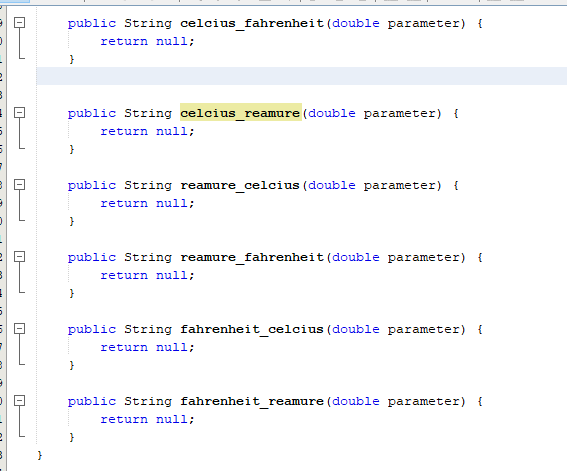 public String celcius_fahrenheit(double parameter) {
return null;
}
public String celcius_reamure(double parameter) {
return null;
}
public String reamure_celcius(double parameter) {
return null;
}
public String reamure_fahrenheit(double parameter) {
return null;
}
public String fahrenheit_celcius(double parameter) {
return null;
}
public String fahrenheit_reamure(double parameter) {
return null;
}
}